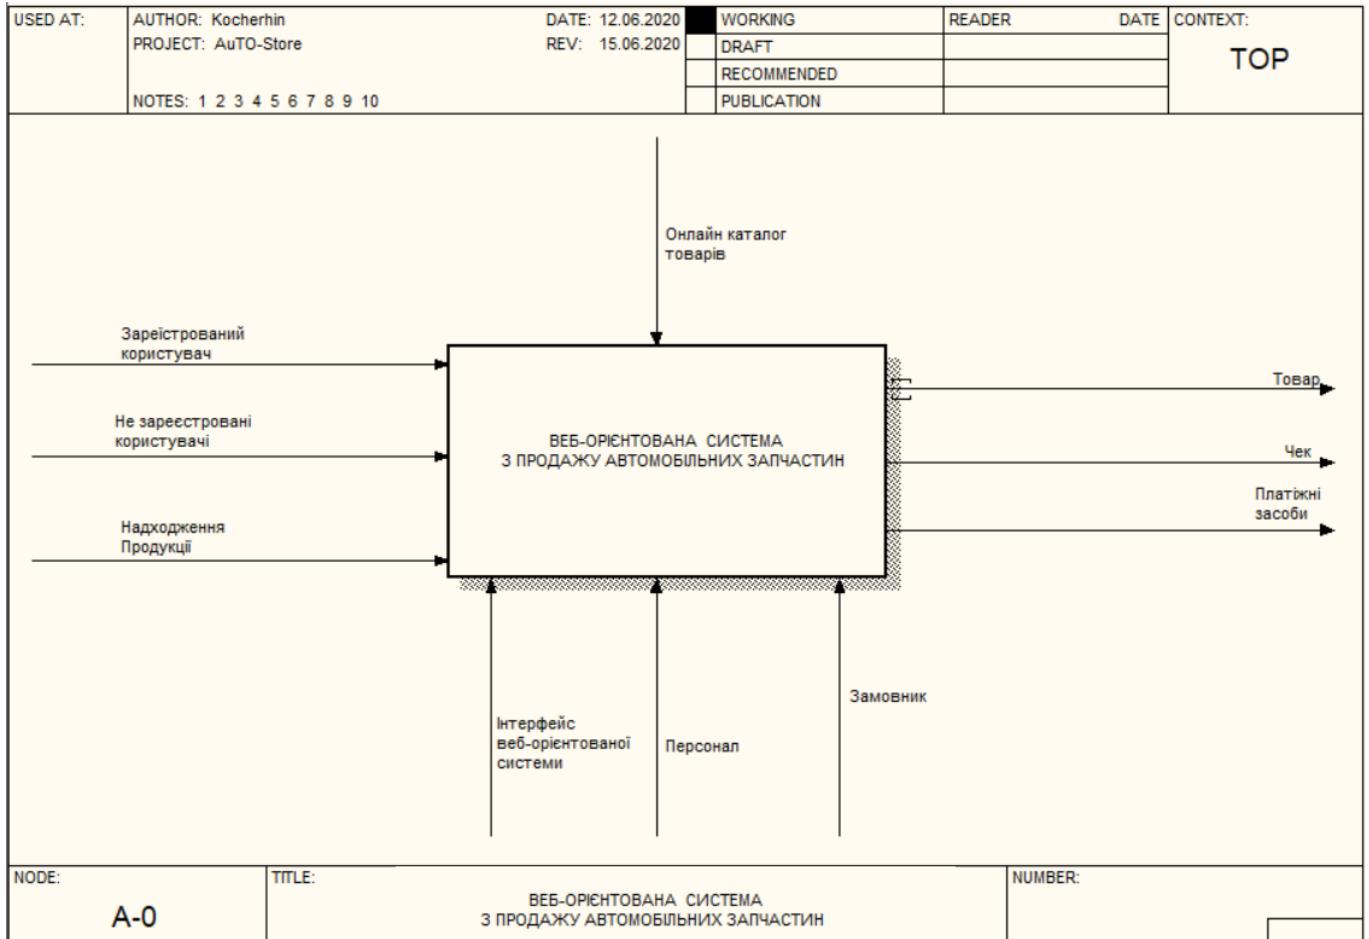 USED AT:
AUTHOR: Kocherhin
DATE: 12.06.2020
PROJECT: AuTO-Store
REV: 15.06.2020
NOTES: 1 2 3 4 5 6 7 8 9 10
WORKING
DRAFT
RECOMMENDED
PUBLICATION
READER
DATE
CONTEXT:
TOP
Онлайн каталог
товарів
Зареїстрований
користувач
Не зареєстровані
користувачі
Надходження
Продукції
ВЕБ-ОРІЄНТОВАНА СИСТЕМА
З ПРОДАЖУ АВТОМОБІЛЬНИХ ЗАПЧАСТИН
Товар
Чек
Платіжні
засоби
Інтерфейс
веб-орієнтованої
системи
Персонал
Замовник
NODE:
A-0
TITLE:
ВЕБ-ОРІЄНТОВАНА СИСТЕМА
З ПРОДАЖУ АВТОМОБІЛЬНИХ ЗАПЧАСТИН
NUMBER: